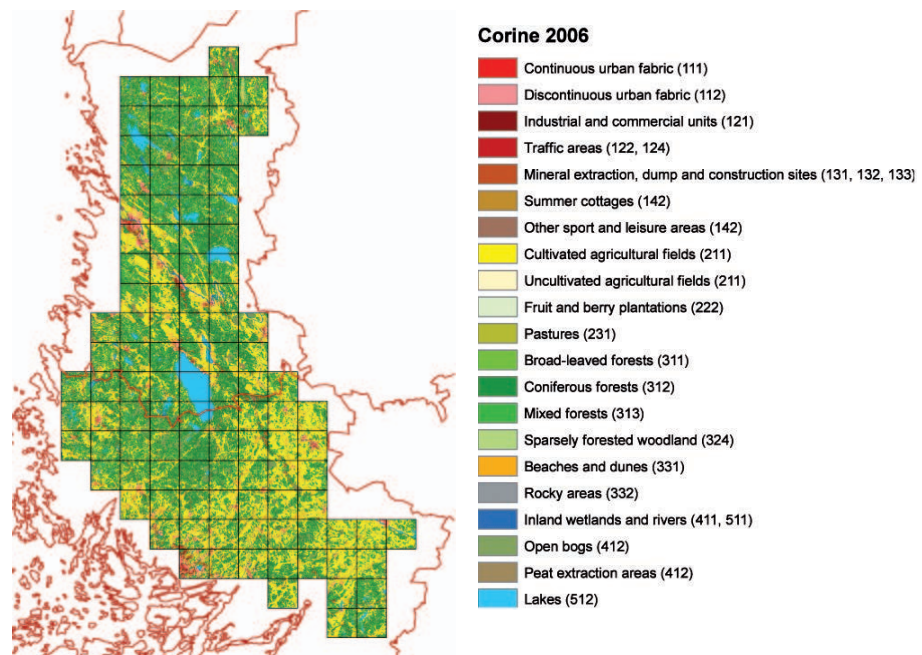 Corine 2006
Continuous urban fabric (111)
Discontinuous urban fabric (112)
Industrial and commercial units (121)
Traffic areas (122, 124)
Mineral extraction, dump and construction sites (131, 132, 133)
Summer cottages (142)
Other sport and leisure areas (142)
Cultivated agricultural fields (211)
Uncultivated agricultural fields (211)
Fruit and berry plantations (222)
Pastures (231)
Broad-leaved forests (311)
Coniferous forests (312)
Mixed forests (313)
Sparsely forested woodland (324)
Beaches and dunes (331)
Rocky areas (332)
Inland wetlands and rivers (411, 511)
Open bogs (412)
Peat extraction areas (412)
Lakes (512)